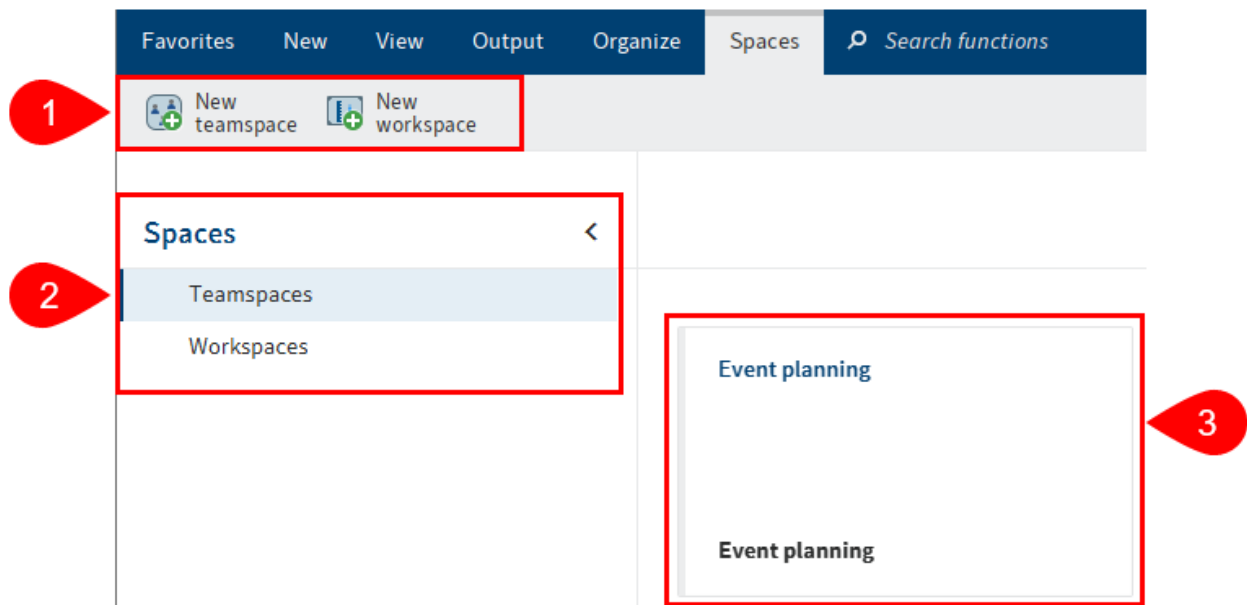 Favorites New View Output Organize Spaces Search functions
1
New teamspace
New workspace
Spaces
2
Teamspaces
Workspaces
Event planning
3
Event planning